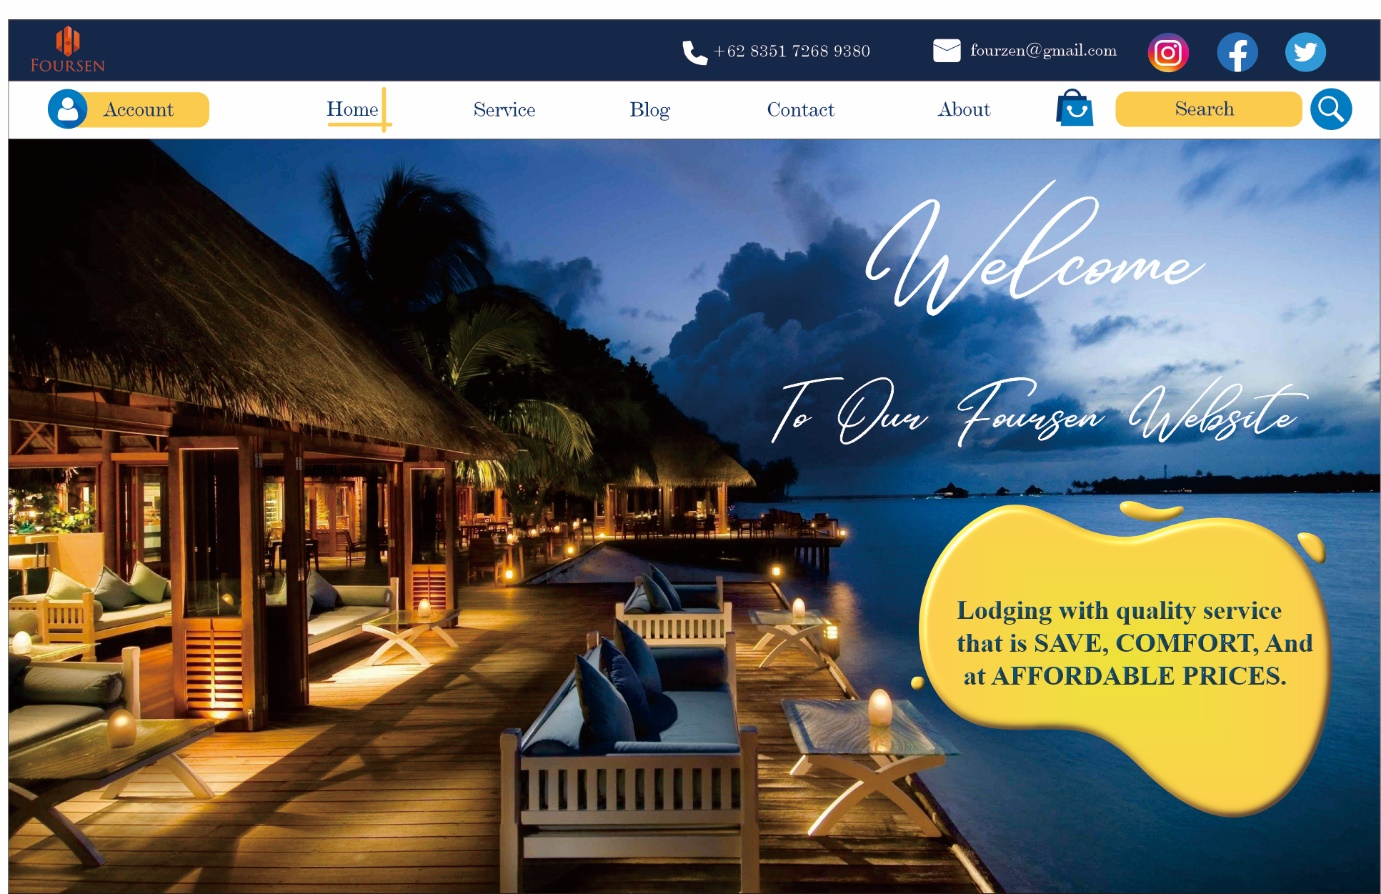 FOURSEN
+62 8351 7268 9380
fourzen@gmail.com
Account
Home
Service
Blog
Contact
About
Search
Welcome
To Our Foursen Website
Lodging with quality service
that is SAVE, COMFORT, And
at AFFORDABLE PRICES.